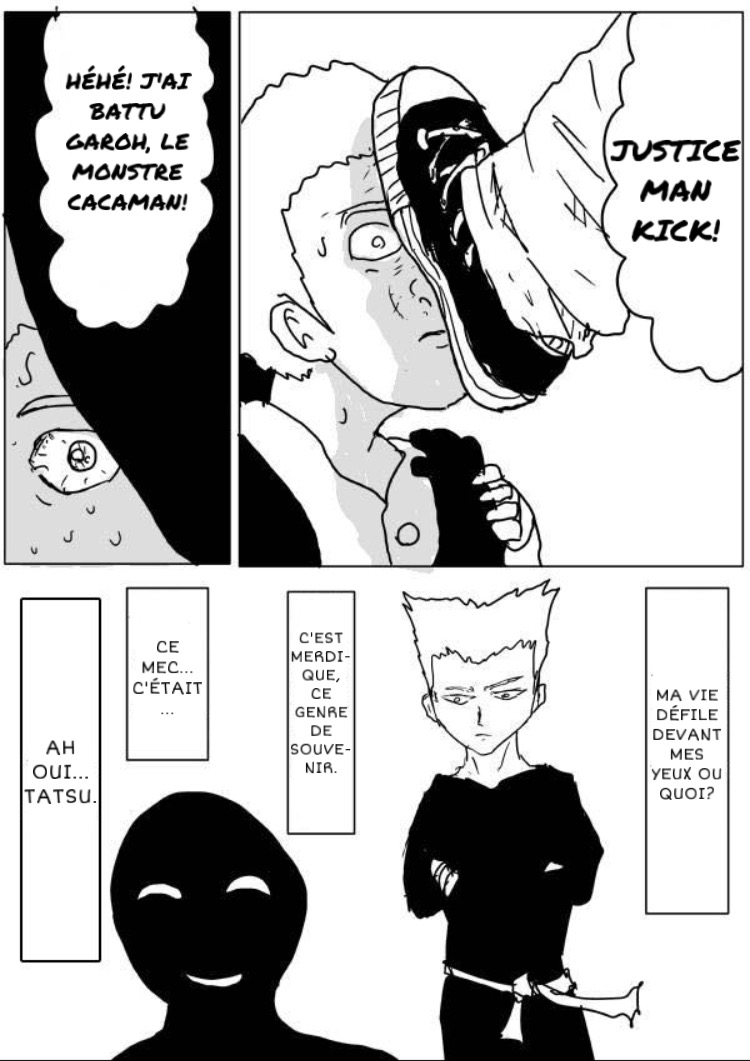 JUSTICE
MAN
KICK!
HÉHÉ! J'AI
BATTU
GAROH, LE
MONSTRE
CACAMAN!
MA VIE
DÉFILE
DEVANT
MES
YEUX OU
QUOI?
C'EST
MERDI-
QUE,
CE
GENRE
DE
SOUVE-
NIR.
CE
MEC...
C'ÉTAIT
...
AH
OUI...
TATSU.